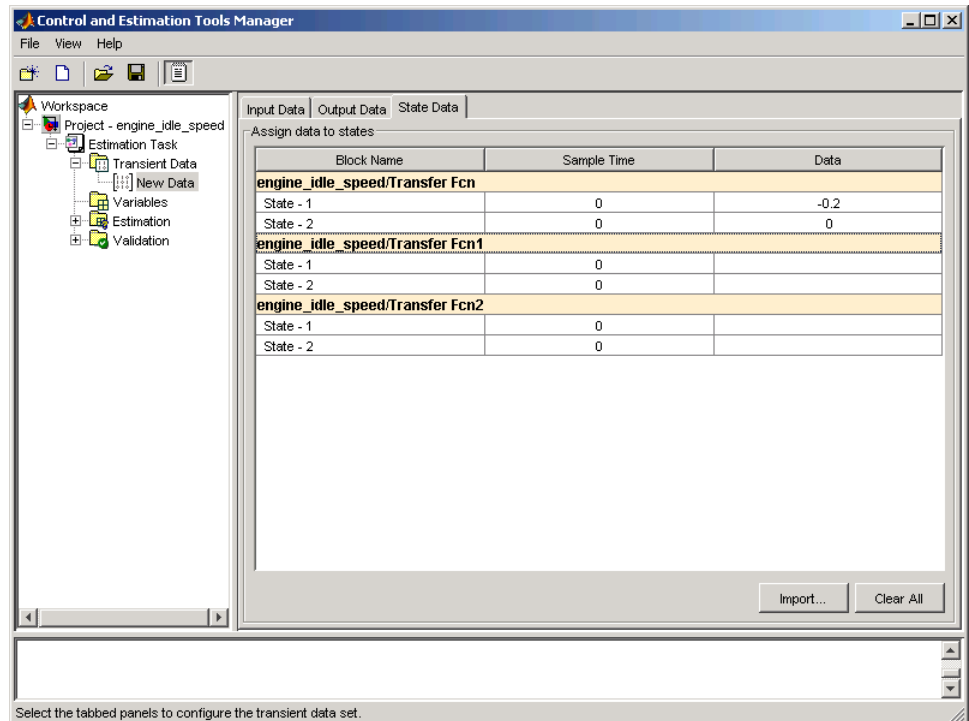 Control and Estimation Tools Manager
File View Help
Workspace
Project - engine_idle_speed
Estimation Task
Transient Data
New Data
Variables
Estimation
Validation
Input Data Output Data State Data
Assign data to states
Block Name Sample Time Data
engine_idle_speed/Transfer Fcn
State - 1 0 -0.2
State - 2 0 0
engine_idle_speed/Transfer Fcn1
State - 1 0
State - 2 0
engine_idle_speed/Transfer Fcn2
State - 1 0
State - 2 0
Import... Clear All
Select the tabbed panels to configure the transient data set.